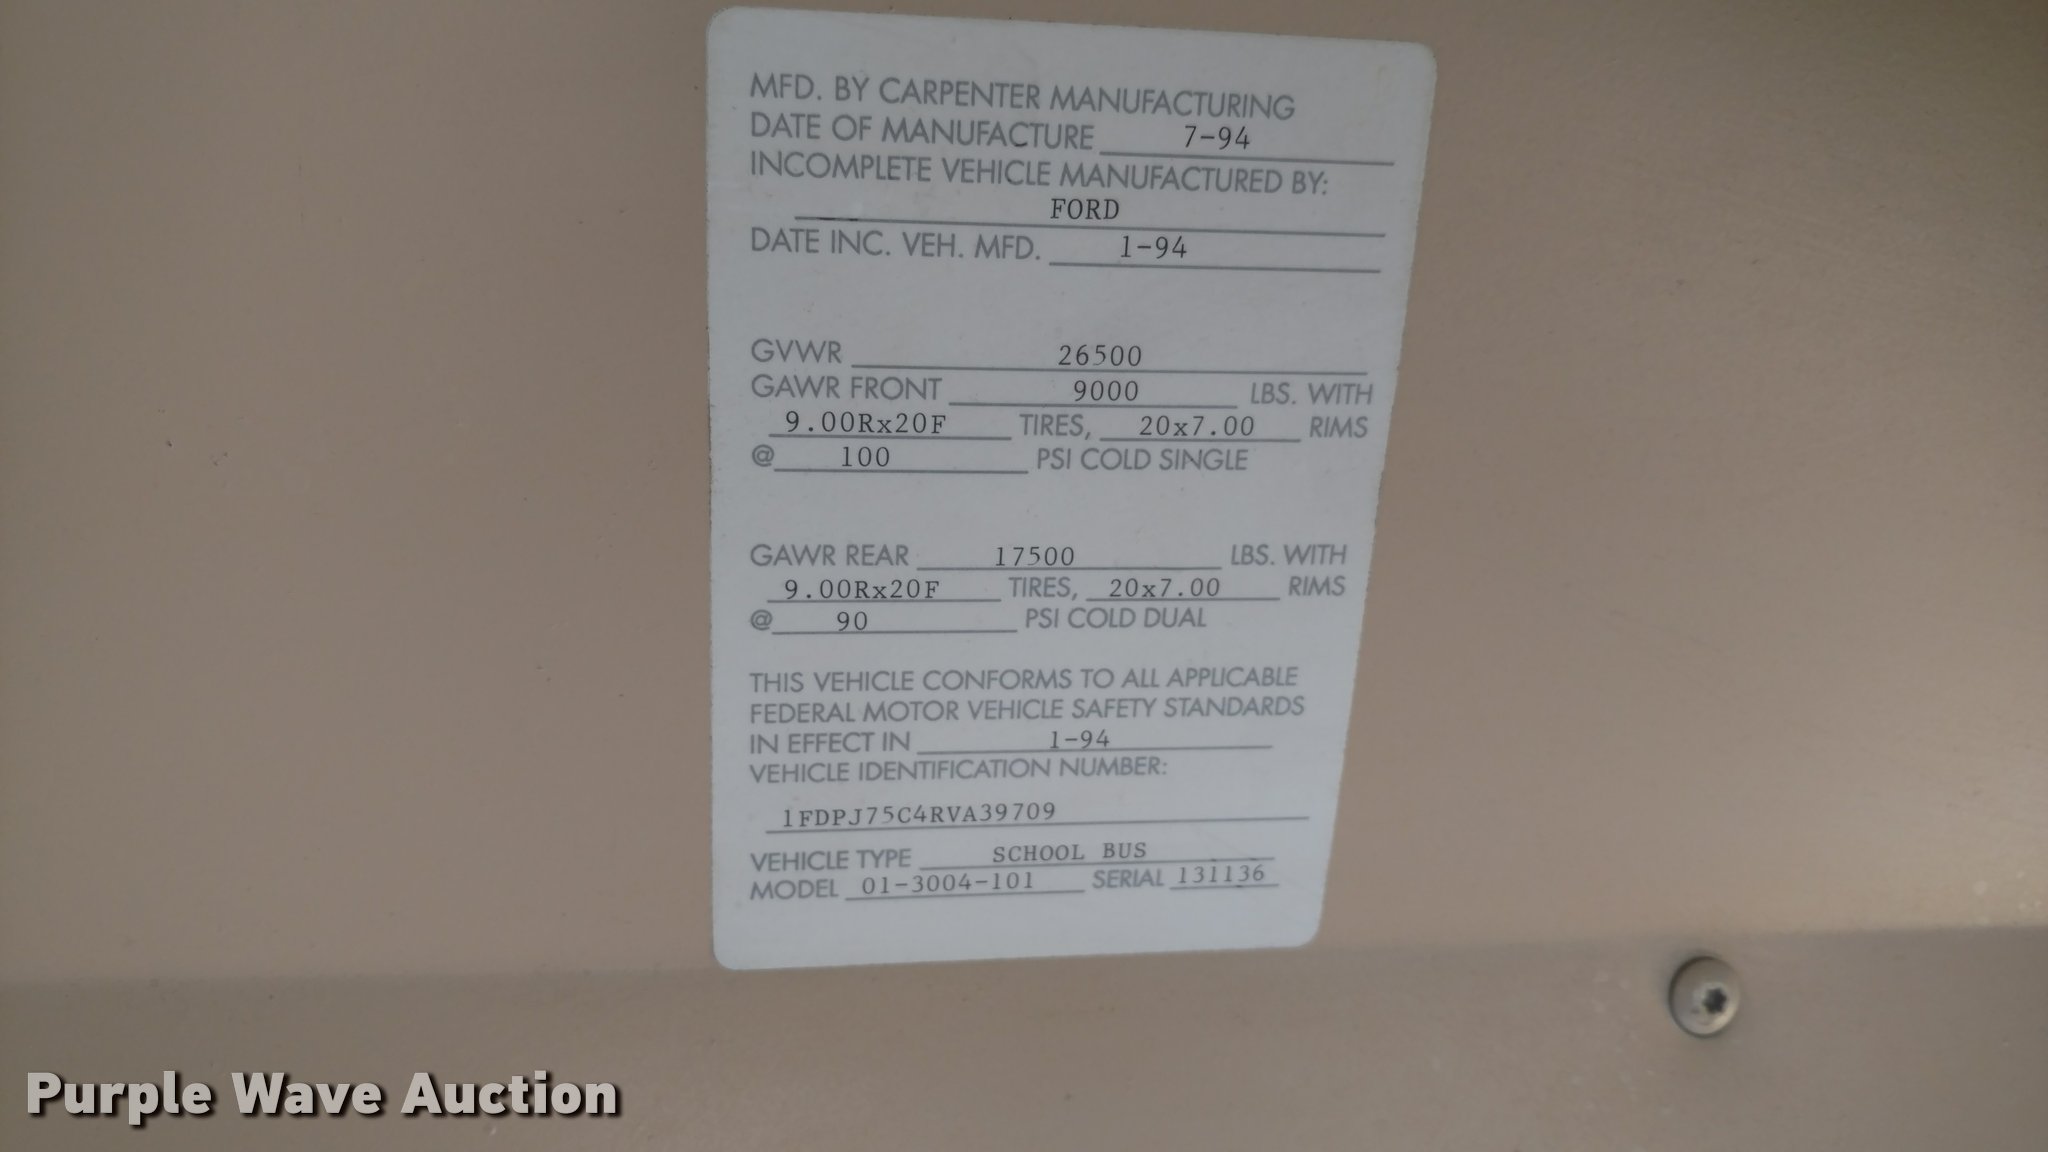 MFD. BY CARPENTER MANUFACTURING
DATE OF MANUFACTURE 7-94
INCOMPLETE VEHICLE MANUFACTURED BY:
FORD
DATE INC. VEH. MFD. 1-94
GVWR 26500
GAWR FRONT 9000 LBS. WITH
9.00Rx20F TIRES, 20x7.00 RIMS
@ 100 PSI COLD SINGLE
GAWR REAR 17500 LBS. WITH
9.00Rx20F TIRES, 20x7.00 RIMS
@ 90 PSI COLD DUAL
THIS VEHICLE CONFORMS TO ALL APPLICABLE
FEDERAL MOTOR VEHICLE SAFETY STANDARDS
IN EFFECT IN 1-94
VEHICLE IDENTIFICATION NUMBER:
1FDPJ75C4RVA39709
VEHICLE TYPE SCHOOL BUS
MODEL 01-3004-101 SERIAL 131136
Purple Wave Auction